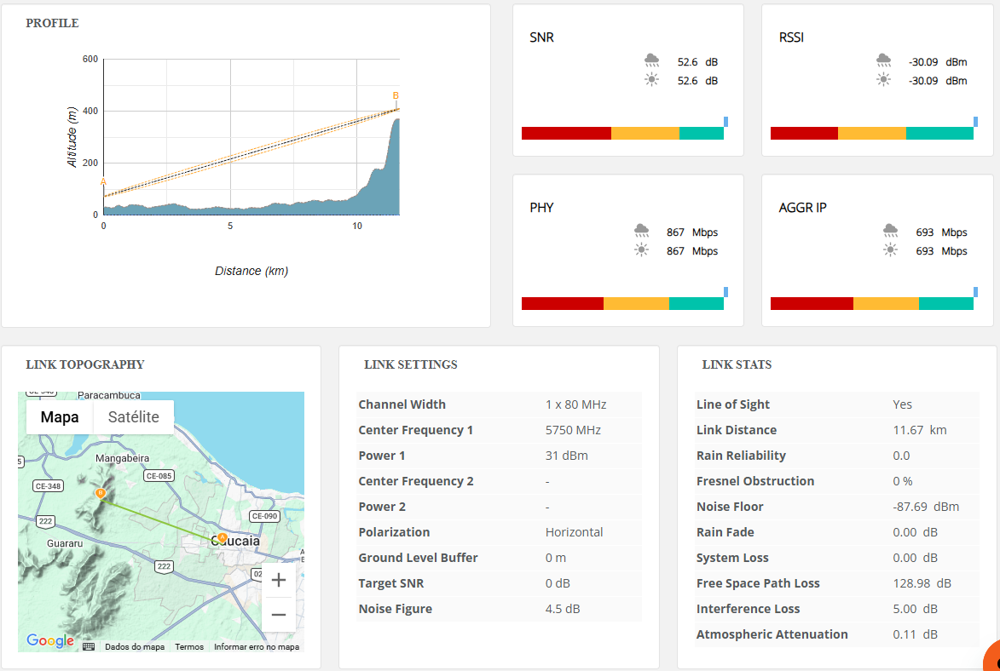 PROFILE
600
400
200
0
Altitude (m)
A
B
0
5
10
Distance (km)
SNR
52.6 dB
52.6 dB
RSSI
-30.09 dBm
-30.09 dBm
PHY
867 Mbps
867 Mbps
AGGR IP
693 Mbps
693 Mbps
LINK TOPOGRAPHY
Paracambuca
Mapa
Satélite
Mangabeira
CE-085
CE-348
B
222
CE-090
A
Caucaia
Guararu
222
02
+
−
Google
Dados do mapa
Termos
Informar erro no mapa
LINK SETTINGS
Channel Width 1 x 80 MHz
Center Frequency 1 5750 MHz
Power 1 31 dBm
Center Frequency 2 -
Power 2 -
Polarization Horizontal
Ground Level Buffer 0 m
Target SNR 0 dB
Noise Figure 4.5 dB
LINK STATS
Line of Sight Yes
Link Distance 11.67 km
Rain Reliability 0.0
Fresnel Obstruction 0 %
Noise Floor -87.69 dBm
Rain Fade 0.00 dB
System Loss 0.00 dB
Free Space Path Loss 128.98 dB
Interference Loss 5.00 dB
Atmospheric Attenuation 0.11 dB